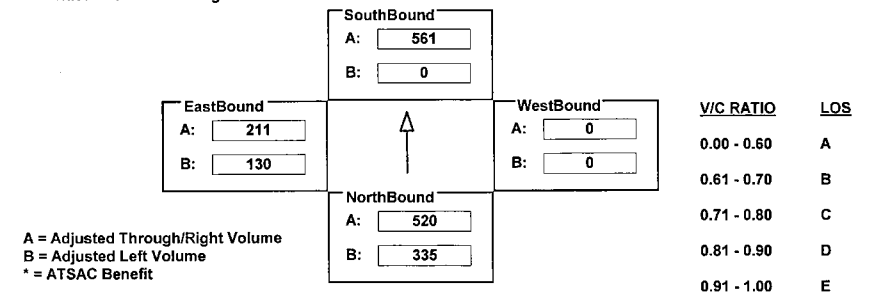 SouthBound
A: 561
B: 0
EastBound
A: 211
B: 130
WestBound
A: 0
B: 0
NorthBound
A: 520
B: 335
A = Adjusted Through/Right Volume
B = Adjusted Left Volume
* = ATSAC Benefit
V/C RATIO LOS
0.00 - 0.60 A
0.61 - 0.70 B
0.71 - 0.80 C
0.81 - 0.90 D
0.91 - 1.00 E